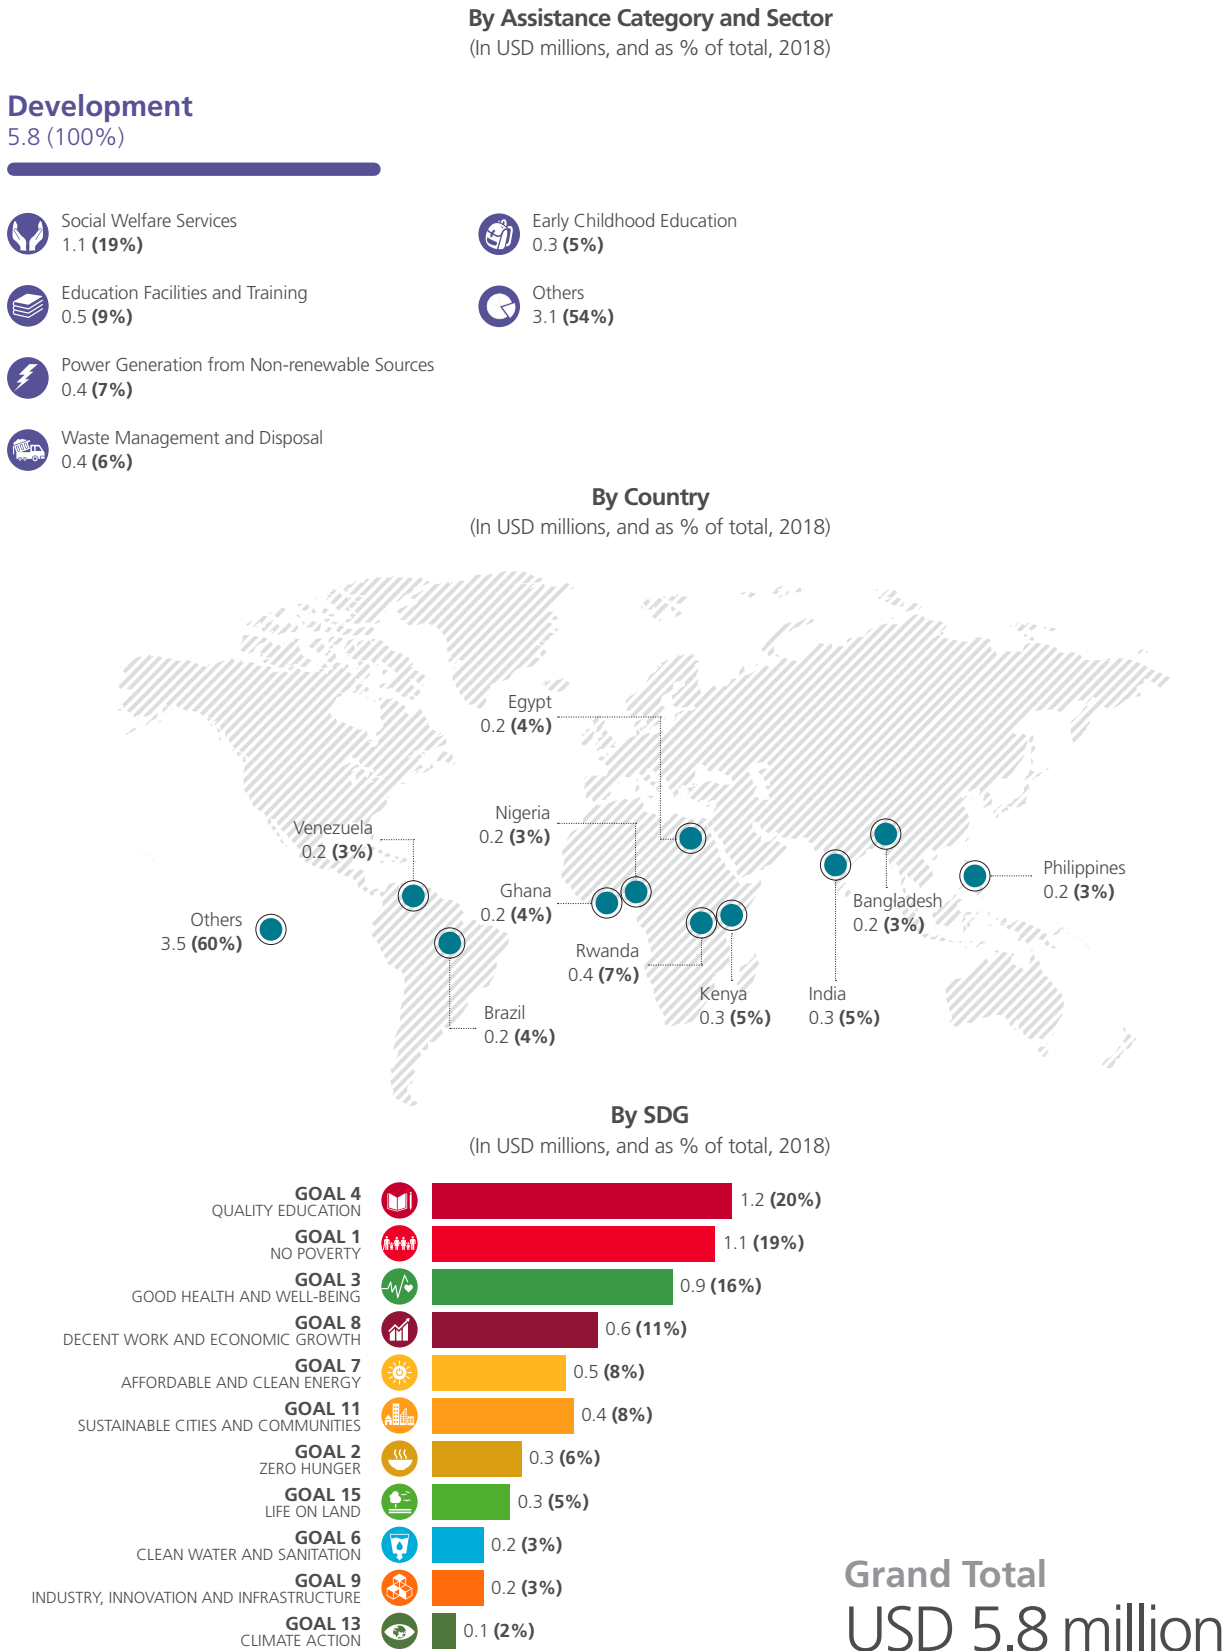 By Assistance Category and Sector
(In USD millions, and as % of total, 2018)
Development
5.8 (100%)
Social Welfare Services
1.1 (19%)
Education Facilities and Training
0.5 (9%)
Power Generation from Non-renewable Sources
0.4 (7%)
Waste Management and Disposal
0.4 (6%)
Early Childhood Education
0.3 (5%)
Others
3.1 (54%)
By Country
(In USD millions, and as % of total, 2018)
Egypt
0.2 (4%)
Nigeria
0.2 (3%)
Venezuela
0.2 (3%)
Ghana
0.2 (4%)
Philippines
0.2 (3%)
Bangladesh
0.2 (3%)
Others
3.5 (60%)
Rwanda
0.4 (7%)
Kenya
0.3 (5%)
India
0.3 (5%)
Brazil
0.2 (4%)
By SDG
(In USD millions, and as % of total, 2018)
GOAL 4
QUALITY EDUCATION
1.2 (20%)
GOAL 1
NO POVERTY
1.1 (19%)
GOAL 3
GOOD HEALTH AND WELL-BEING
0.9 (16%)
GOAL 8
DECENT WORK AND ECONOMIC GROWTH
0.6 (11%)
GOAL 7
AFFORDABLE AND CLEAN ENERGY
0.5 (8%)
GOAL 11
SUSTAINABLE CITIES AND COMMUNITIES
0.4 (8%)
GOAL 2
ZERO HUNGER
0.3 (6%)
GOAL 15
LIFE ON LAND
0.3 (5%)
GOAL 6
CLEAN WATER AND SANITATION
0.2 (3%)
GOAL 9
INDUSTRY, INNOVATION AND INFRASTRUCTURE
0.2 (3%)
GOAL 13
CLIMATE ACTION
0.1 (2%)
Grand Total
USD 5.8 million